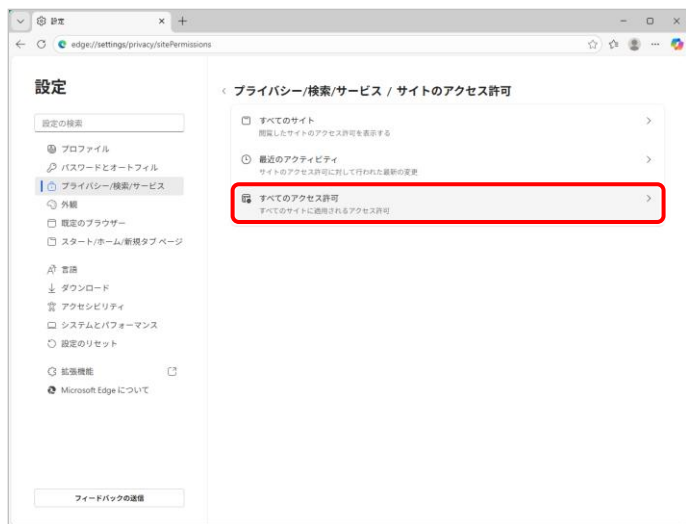 設定
edge://settings/privacy/sitePermissions
設定
プライバシー/検索/サービス / サイトのアクセス許可
設定の検索
プロファイル
パスワードとオートフィル
プライバシー/検索/サービス
外観
既定のブラウザー
スタート/ホーム/新規タブ ページ
言語
ダウンロード
アクセシビリティ
システムとパフォーマンス
設定のリセット
拡張機能
Microsoft Edge について
フィードバックの送信
すべてのサイト
閲覧したサイトのアクセス許可を表示する
最近のアクティビティ
サイトのアクセス許可に対して行われた最新の変更
すべてのアクセス許可
すべてのサイトに適用されるアクセス許可